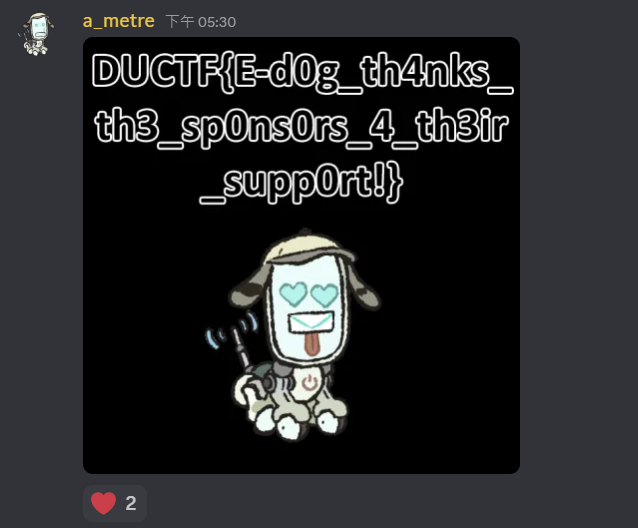 a_metre 下午 05:30
DUCTF{E-d0g_th4nks_
th3_sp0ns0rs_4_th3ir
_supp0rt!}
2